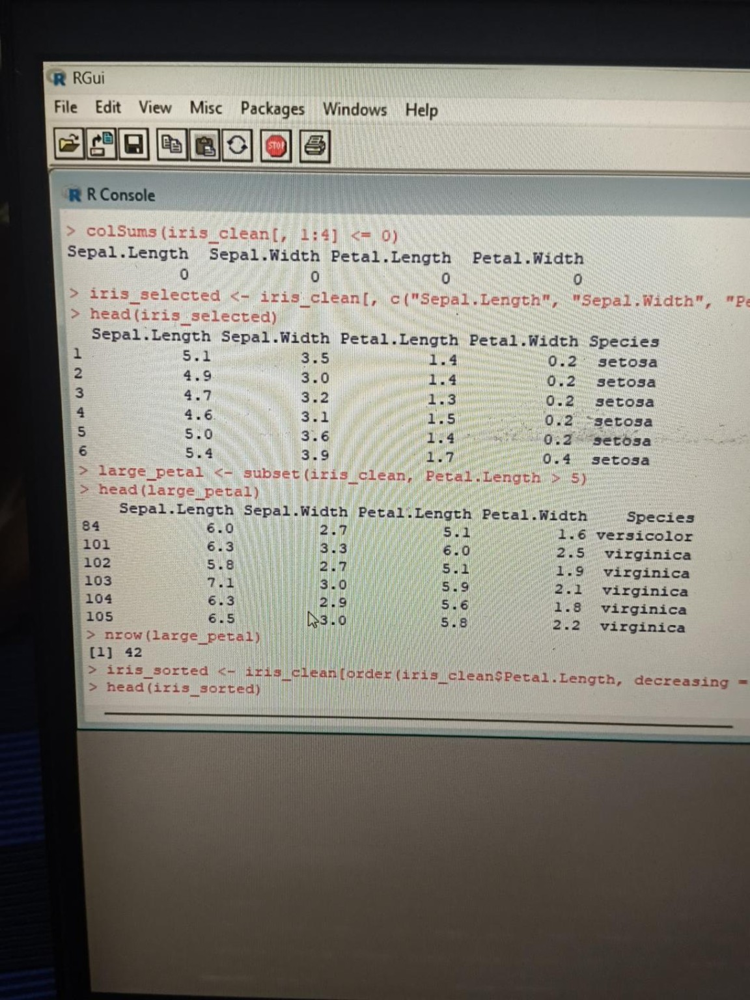 RGui
File Edit View Misc Packages Windows Help
STOP
R Console
> colSums(iris_clean[, 1:4] <= 0)
Sepal.Length Sepal.Width Petal.Length Petal.Width
0 0 0 0
> iris_selected <- iris_clean[, c("Sepal.Length", "Sepal.Width", "Pe
> head(iris_selected)
Sepal.Length Sepal.Width Petal.Length Petal.Width Species
1 5.1 3.5 1.4 0.2 setosa
2 4.9 3.0 1.4 0.2 setosa
3 4.7 3.2 1.3 0.2 setosa
4 4.6 3.1 1.5 0.2 setosa
5 5.0 3.6 1.4 0.2 setosa
6 5.4 3.9 1.7 0.4 setosa
> large_petal <- subset(iris_clean, Petal.Length > 5)
> head(large_petal)
Sepal.Length Sepal.Width Petal.Length Petal.Width Species
84 6.0 2.7 5.1 1.6 versicolor
101 6.3 3.3 6.0 2.5 virginica
102 5.8 2.7 5.1 1.9 virginica
103 7.1 3.0 5.9 2.1 virginica
104 6.3 2.9 5.6 1.8 virginica
105 6.5 3.0 5.8 2.2 virginica
> nrow(large_petal)
[1] 42
> iris_sorted <- iris_clean[order(iris_clean$Petal.Length, decreasing =
> head(iris_sorted)